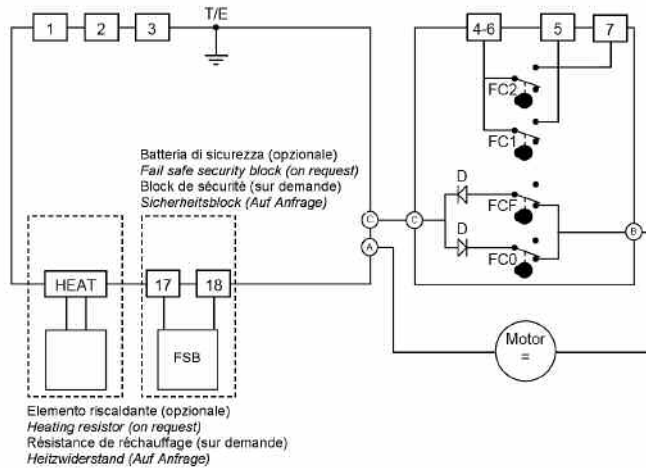 T/E
1
2
3
4-6
5
7
FC2
FC1
Batteria di sicurezza (opzionale)
Fail safe security block (on request)
Block de sécurité (sur demande)
Sicherheitsblock (Auf Anfrage)
D
FCF
C
C
B
D
A
FC0
HEAT
17
18
FSB
Motor
=
Elemento riscaldante (opzionale)
Heating resistor (on request)
Résistance de réchauffage (sur demande)
Heitzwiderstand (Auf Anfrage)